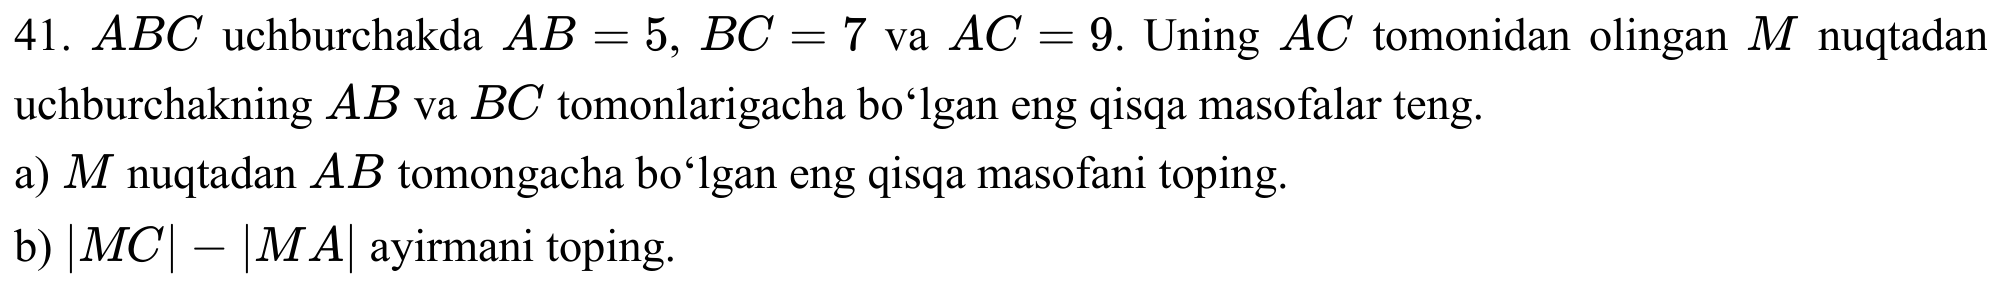 41. ABC uchburchakda AB = 5, BC = 7 va AC = 9. Uning AC tomonidan olingan M nuqtadan
uchburchakning AB va BC tomonlarigacha bo‘lgan eng qisqa masofalar teng.
a) M nuqtadan AB tomongacha bo‘lgan eng qisqa masofani toping.
b) |MC| − |MA| ayirmani toping.